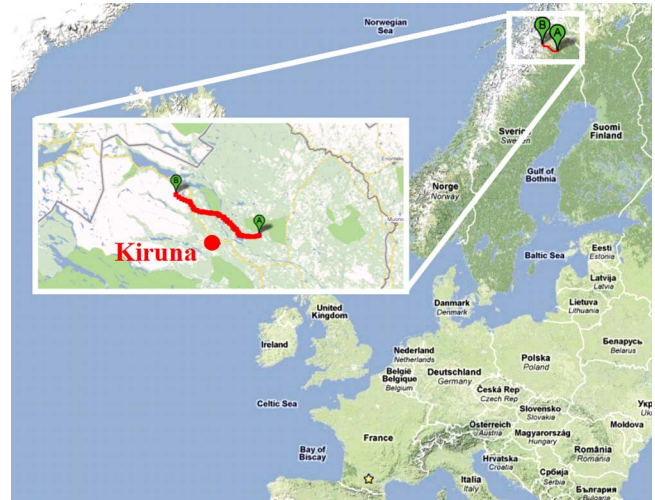 Norwegian
Sea
B
A
Sverige
Sweden
Suomi
Finland
Gulf of
Bothnia
Norge
Norway
B
A
Kiruna
Eesti
Estonia
Baltic Sea
Latvija
Latvia
Danmark
Denmark
Lietuva
Lithuania
United
Kingdom
Ireland
Беларусь
Belarus
Nederland
Netherlands
Polska
Poland
België
Belgique
Belgium
Deutschland
Germany
Česká Rep
Czech Rep
Celtic Sea
Slovensko
Slovakia
Österreich
Austria
Magyarország
Hungary
Moldova
France
Bay of
Biscay
Hrvatska
Croatia
România
Romania
Italia
Italy
Србија
Serbia
България
Bulgaria